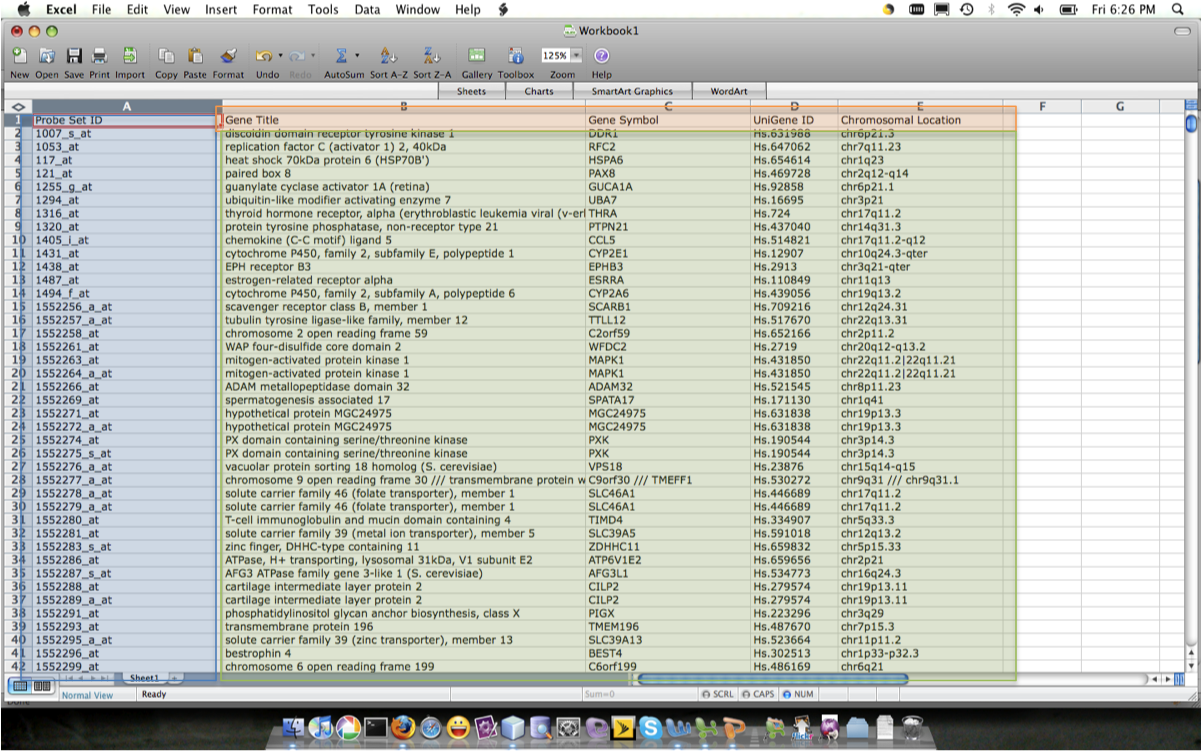 Excel File Edit View Insert Format Tools Data Window Help Fri 6:26 PM
Workbook1
125%
New Open Save Print Import Copy Paste Format Undo Redo AutoSum Sort A-Z Sort Z-A Gallery Toolbox Zoom Help
Sheets Charts SmartArt Graphics WordArt
A B C D E F G
1 Probe Set ID Gene Title Gene Symbol UniGene ID Chromosomal Location
2 1007_s_at discoidin domain receptor tyrosine kinase 1 DDR1 Hs.631988 chr6p21.3
3 1053_at replication factor C (activator 1) 2, 40kDa RFC2 Hs.647062 chr7q11.23
4 117_at heat shock 70kDa protein 6 (HSP70B') HSPA6 Hs.654614 chr1q23
5 121_at paired box 8 PAX8 Hs.469728 chr2q12-q14
6 1255_g_at guanylate cyclase activator 1A (retina) GUCA1A Hs.92858 chr6p21.1
7 1294_at ubiquitin-like modifier activating enzyme 7 UBA7 Hs.16695 chr3p21
8 1316_at thyroid hormone receptor, alpha (erythroblastic leukemia viral (v-erl THRA Hs.724 chr17q11.2
9 1320_at protein tyrosine phosphatase, non-receptor type 21 PTPN21 Hs.437040 chr14q31.3
10 1405_i_at chemokine (C-C motif) ligand 5 CCL5 Hs.514821 chr17q11.2-q12
11 1431_at cytochrome P450, family 2, subfamily E, polypeptide 1 CYP2E1 Hs.12907 chr10q24.3-qter
12 1438_at EPH receptor B3 EPHB3 Hs.2913 chr3q21-qter
13 1487_at estrogen-related receptor alpha ESRRA Hs.110849 chr11q13
14 1494_f_at cytochrome P450, family 2, subfamily A, polypeptide 6 CYP2A6 Hs.439056 chr19q13.2
15 1552256_a_at scavenger receptor class B, member 1 SCARB1 Hs.709216 chr12q24.31
16 1552257_a_at tubulin tyrosine ligase-like family, member 12 TTLL12 Hs.517670 chr22q13.31
17 1552258_at chromosome 2 open reading frame 59 C2orf59 Hs.652166 chr2p11.2
18 1552261_at WAP four-disulfide core domain 2 WFDC2 Hs.2719 chr20q12-q13.2
19 1552263_at mitogen-activated protein kinase 1 MAPK1 Hs.431850 chr22q11.2|22q11.21
20 1552264_a_at mitogen-activated protein kinase 1 MAPK1 Hs.431850 chr22q11.2|22q11.21
21 1552266_at ADAM metallopeptidase domain 32 ADAM32 Hs.521545 chr8p11.23
22 1552269_at spermatogenesis associated 17 SPATA17 Hs.171130 chr1q41
23 1552271_at hypothetical protein MGC24975 MGC24975 Hs.631838 chr19p13.3
24 1552272_a_at hypothetical protein MGC24975 MGC24975 Hs.631838 chr19p13.3
25 1552274_at PX domain containing serine/threonine kinase PXK Hs.190544 chr3p14.3
26 1552275_s_at PX domain containing serine/threonine kinase PXK Hs.190544 chr3p14.3
27 1552276_a_at vacuolar protein sorting 18 homolog (S. cerevisiae) VPS18 Hs.23876 chr15q14-q15
28 1552277_a_at chromosome 9 open reading frame 30 /// transmembrane protein w C9orf30 /// TMEFF1 Hs.530272 chr9q31 /// chr9q31.1
29 1552278_a_at solute carrier family 46 (folate transporter), member 1 SLC46A1 Hs.446689 chr17q11.2
30 1552279_a_at solute carrier family 46 (folate transporter), member 1 SLC46A1 Hs.446689 chr17q11.2
31 1552280_at T-cell immunoglobulin and mucin domain containing 4 TIMD4 Hs.334907 chr5q33.3
32 1552281_at solute carrier family 39 (metal ion transporter), member 5 SLC39A5 Hs.591018 chr12q13.2
33 1552283_s_at zinc finger, DHHC-type containing 11 ZDHHC11 Hs.659832 chr5p15.33
34 1552286_at ATPase, H+ transporting, lysosomal 31kDa, V1 subunit E2 ATP6V1E2 Hs.659656 chr2p21
35 1552287_s_at AFG3 ATPase family gene 3-like 1 (S. cerevisiae) AFG3L1 Hs.534773 chr16q24.3
36 1552288_at cartilage intermediate layer protein 2 CILP2 Hs.279574 chr19p13.11
37 1552289_a_at cartilage intermediate layer protein 2 CILP2 Hs.279574 chr19p13.11
38 1552291_at phosphatidylinositol glycan anchor biosynthesis, class X PIGX Hs.223296 chr3q29
39 1552293_at transmembrane protein 196 TMEM196 Hs.487670 chr7p15.3
40 1552295_a_at solute carrier family 39 (zinc transporter), member 13 SLC39A13 Hs.523664 chr11p11.2
41 1552296_at bestrophin 4 BEST4 Hs.302513 chr1p33-p32.3
42 1552299_at chromosome 6 open reading frame 199 C6orf199 Hs.486169 chr6q21
Sheet1
Normal View Ready Sum=0 SCRL CAPS NUM